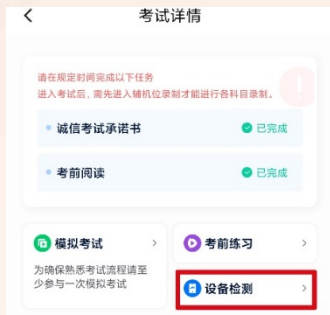 考试详情
请在规定时间完成以下任务
进入考试后，需先进入辅机位录制才能进行各科目录制。
诚信考试承诺书 已完成
考前阅读 已完成
模拟考试 考前练习
为确保熟悉考试流程请至
少参与一次模拟考试
设备检测